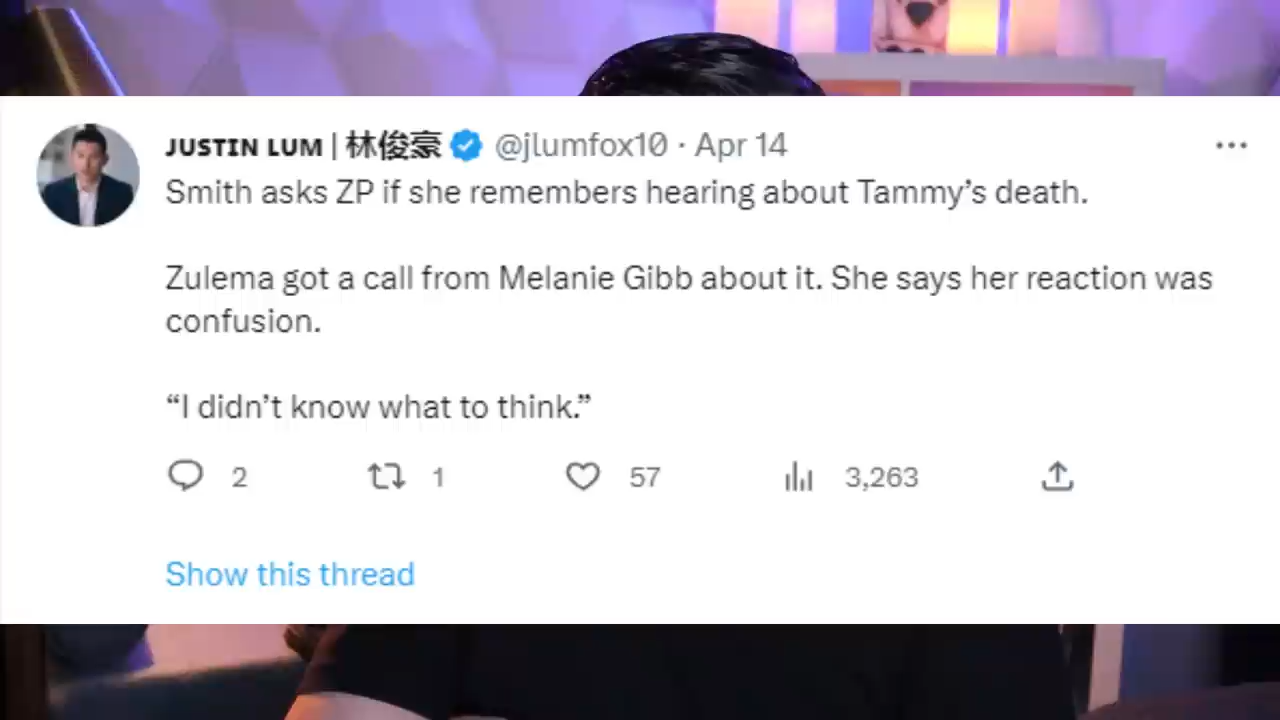 JUSTIN LUM | 林俊豪 @jlumfox10 · Apr 14
Smith asks ZP if she remembers hearing about Tammy’s death.
Zulema got a call from Melanie Gibb about it. She says her reaction was
confusion.
“I didn’t know what to think.”
2 1 57 3,263
Show this thread